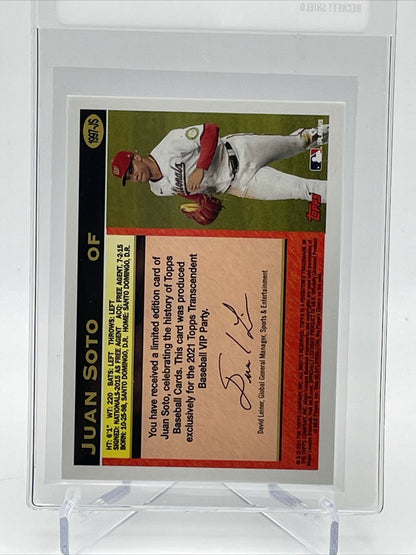 BECKETT SHIELD
1997-JS
JUAN SOTO OF
HT: 6'1" WT: 220 BATS: LEFT THROWS: LEFT
SIGNED: NATIONALS-2015 AS FREE AGENT ACQ: FREE AGENT, 7-2-15
BORN: 10-25-98, SANTO DOMINGO, D.R. HOME: SANTO DOMINGO, D.R.
You have received a limited edition card of
Juan Soto, celebrating the history of Topps
Baseball Cards. This card was produced
exclusively for the 2021 Topps Transcendent
Baseball VIP Party.
David Leiner, Global General Manager, Sports & Entertainment
Topps